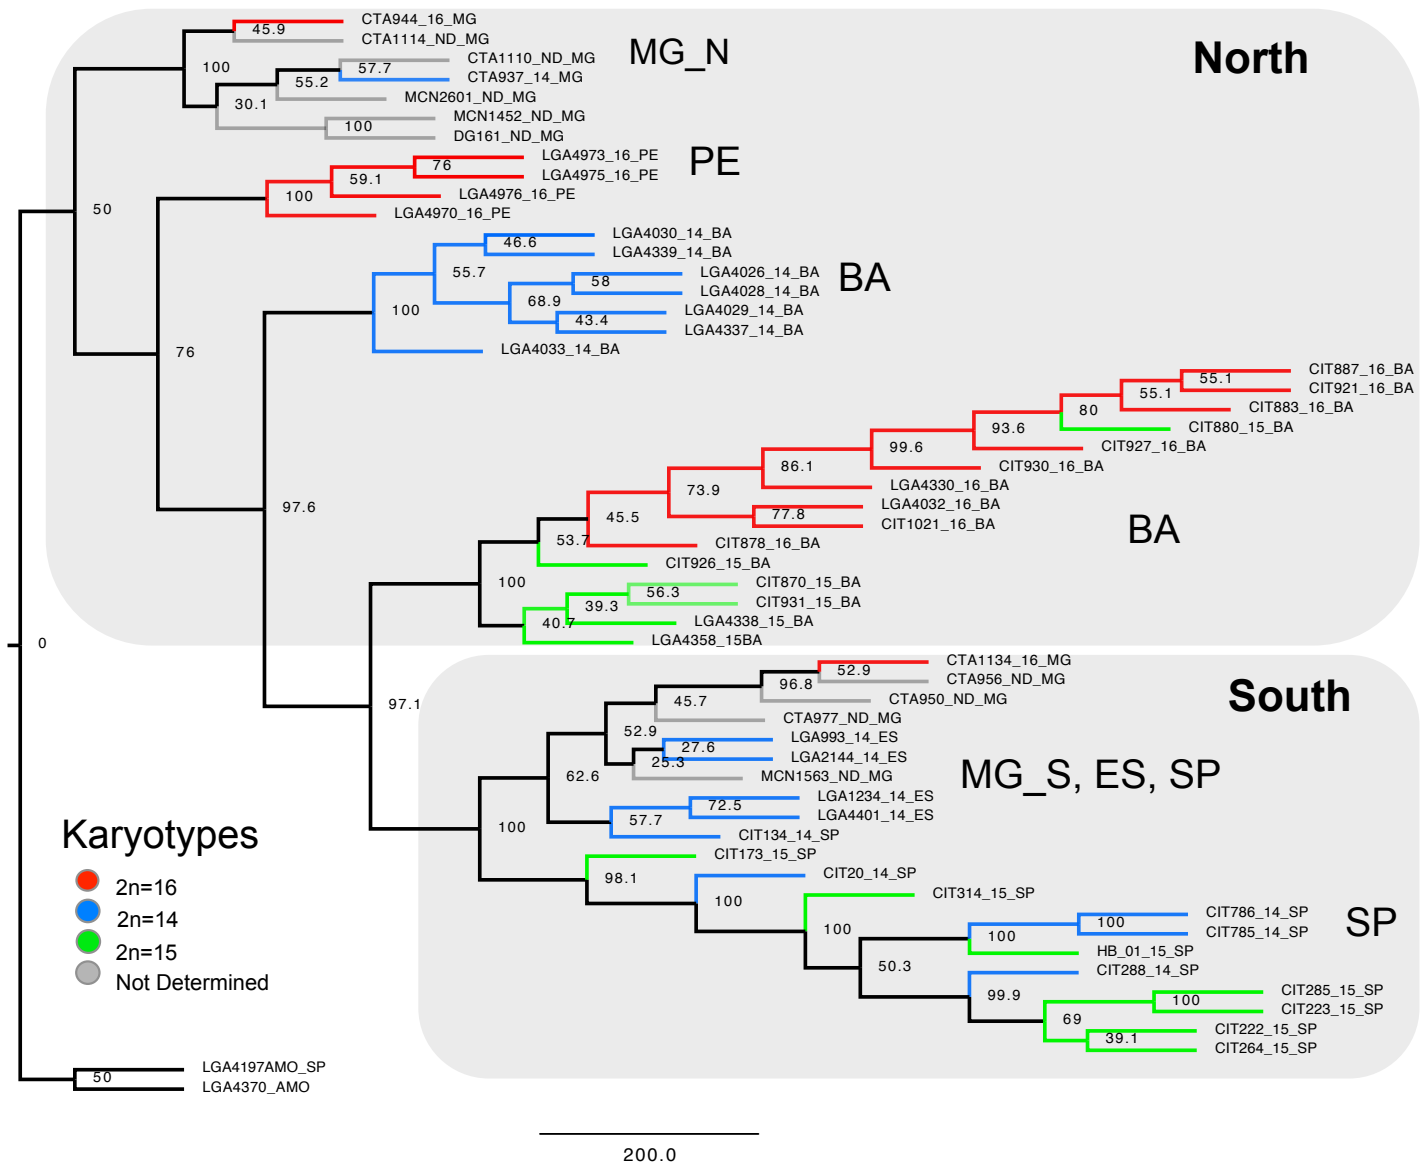 CTA944_16_MG
45.9
CTA1114_ND_MG
MG_N
North
CTA1110_ND_MG
100
57.7
55.2
CTA937_14_MG
MCN2601_ND_MG
30.1
MCN1452_ND_MG
100
DG161_ND_MG
LGA4973_16_PE
PE
76
LGA4975_16_PE
59.1
LGA4976_16_PE
100
50
LGA4970_16_PE
LGA4030_14_BA
46.6
LGA4339_14_BA
55.7
LGA4026_14_BA
BA
58
LGA4028_14_BA
68.9
100
LGA4029_14_BA
43.4
LGA4337_14_BA
LGA4033_14_BA
76
CIT887_16_BA
55.1
CIT921_16_BA
55.1
CIT883_16_BA
80
CIT880_15_BA
93.6
CIT927_16_BA
99.6
CIT930_16_BA
86.1
LGA4330_16_BA
73.9
LGA4032_16_BA
97.6
77.8
45.5
CIT1021_16_BA
BA
53.7
CIT878_16_BA
CIT926_15_BA
100
CIT870_15_BA
56.3
CIT931_15_BA
39.3
40.7
LGA4338_15_BA
LGA4358_15BA
0
CTA1134_16_MG
52.9
CTA956_ND_MG
96.8
South
CTA950_ND_MG
45.7
97.1
CTA977_ND_MG
52.9
LGA993_14_ES
27.6
LGA2144_14_ES
25.3
MCN1563_ND_MG
62.6
MG_S, ES, SP
LGA1234_14_ES
72.5
LGA4401_14_ES
57.7
100
CIT134_14_SP
CIT173_15_SP
98.1
CIT20_14_SP
100
CIT314_15_SP
CIT786_14_SP
SP
100
100
CIT785_14_SP
100
HB_01_15_SP
50.3
CIT288_14_SP
99.9
CIT285_15_SP
100
CIT223_15_SP
69
CIT222_15_SP
39.1
CIT264_15_SP
Karyotypes
2n=16
2n=14
2n=15
Not Determined
LGA4197AMO_SP
50
LGA4370_AMO
200.0